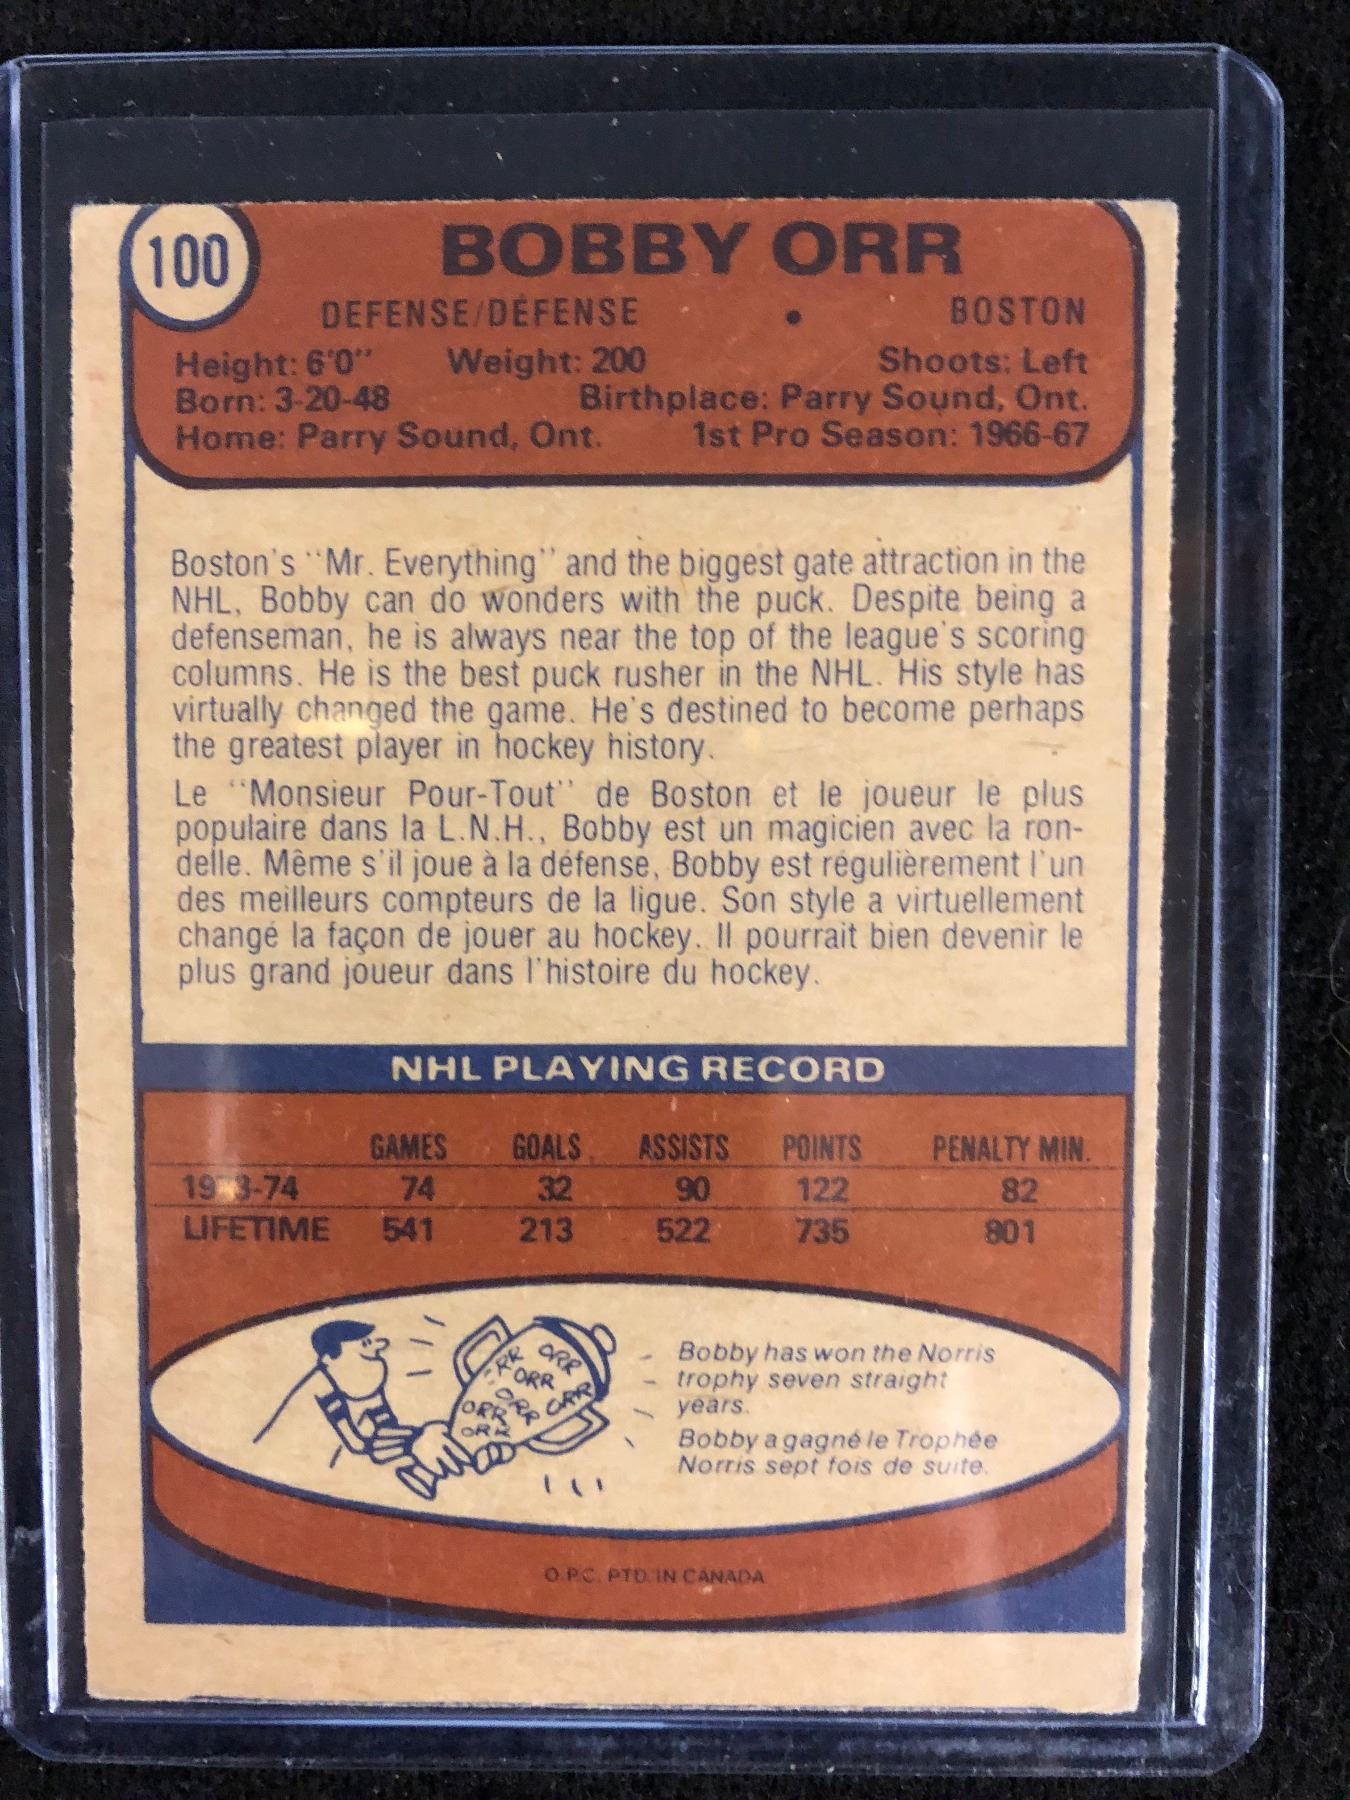 100
BOBBY ORR
DEFENSE/DÉFENSE • BOSTON
Height: 6'0" Weight: 200 Shoots: Left
Born: 3-20-48 Birthplace: Parry Sound, Ont.
Home: Parry Sound, Ont. 1st Pro Season: 1966-67
Boston's "Mr. Everything" and the biggest gate attraction in the
NHL, Bobby can do wonders with the puck. Despite being a
defenseman, he is always near the top of the league's scoring
columns. He is the best puck rusher in the NHL. His style has
virtually changed the game. He's destined to become perhaps
the greatest player in hockey history.
Le "Monsieur Pour-Tout" de Boston et le joueur le plus
populaire dans la L.N.H., Bobby est un magicien avec la ron-
delle. Même s'il joue à la défense, Bobby est régulièrement l'un
des meilleurs compteurs de la ligue. Son style a virtuellement
changé la façon de jouer au hockey. Il pourrait bien devenir le
plus grand joueur dans l'histoire du hockey.
NHL PLAYING RECORD
GAMES GOALS ASSISTS POINTS PENALTY MIN.
1973-74 74 32 90 122 82
LIFETIME 541 213 522 735 801
ORR ORR
ORR
ORR ORR ORR
ORR
Bobby has won the Norris
trophy seven straight
years.
Bobby a gagné le Trophée
Norris sept fois de suite.
O.P.C. PTD. IN CANADA